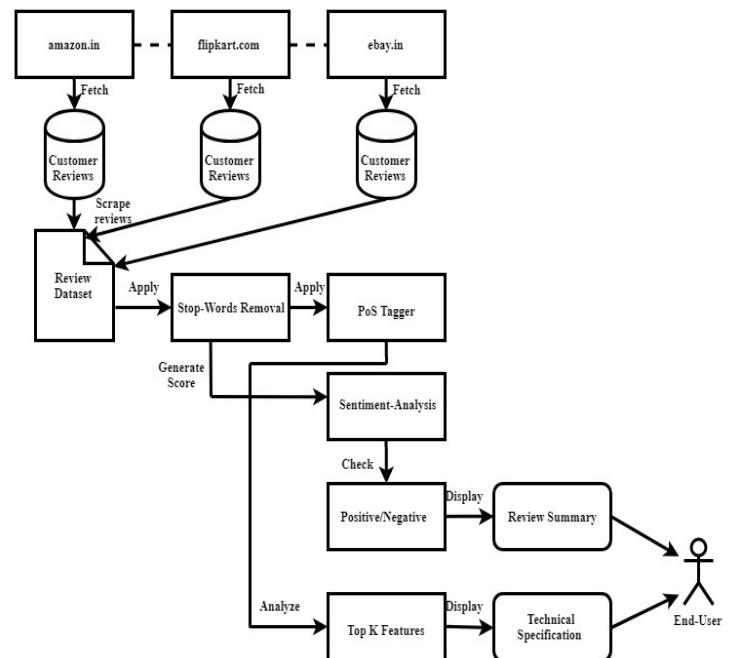 amazon.in
flipkart.com
ebay.in
Fetch
Fetch
Fetch
Customer
Reviews
Customer
Reviews
Customer
Reviews
Scrape
reviews
Review
Dataset
Apply
Stop-Words Removal
Apply
PoS Tagger
Generate
Score
Sentiment-Analysis
Check
Positive/Negative
Display
Review Summary
Analyze
Top K Features
Display
Technical
Specification
End-User